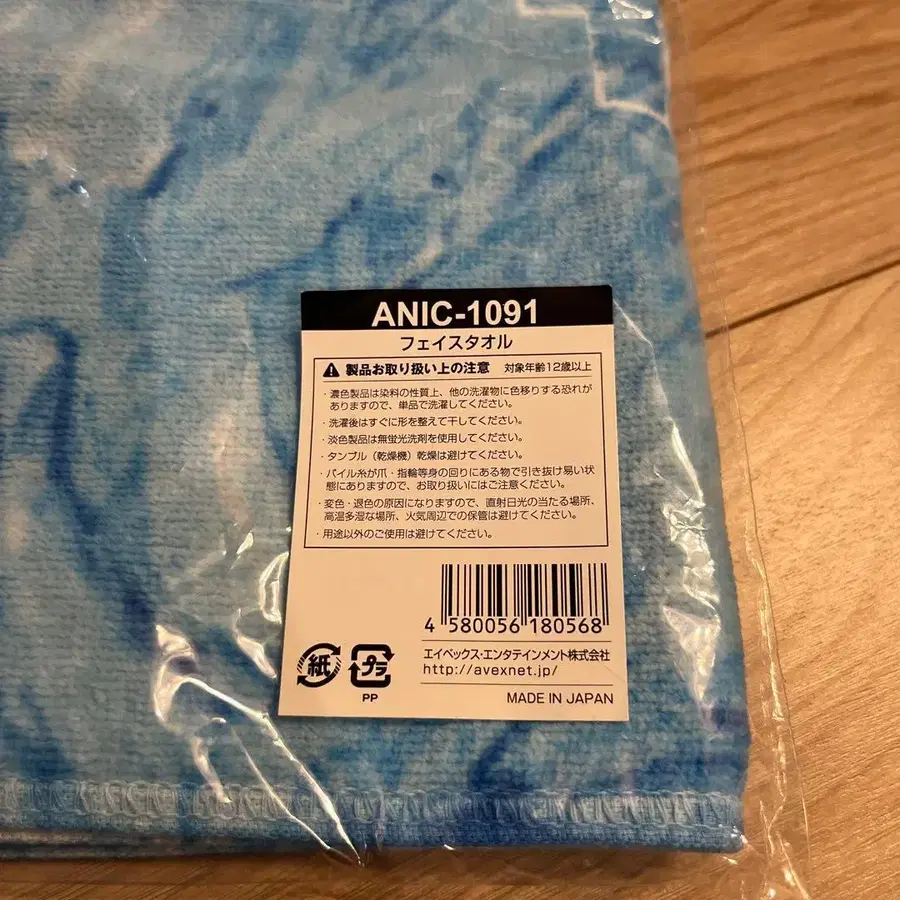 ANIC-1091
フェイスタオル
製品お取り扱い上の注意 対象年齢12歳以上
・濃色製品は染料の性質上、他の洗濯物に色移りする恐れが
ありますので、単品で洗濯してください。
・洗濯後はすぐに形を整えて干してください。
・淡色製品は無蛍光洗剤を使用してください。
・タンブル（乾燥機）乾燥は避けてください。
・パイル糸が爪・指輪等身の回りにある物で引き抜け易い状
態にありますので、お取り扱いにはご注意ください。
・変色・退色の原因になりますので、直射日光の当たる場所、
高温多湿な場所、火気周辺での保管は避けてください。
・用途以外のご使用は避けてください。
4 580056 180568
エイベックス・エンタテインメント株式会社
http://avexnet.jp/
紙 プラ
PP
MADE IN JAPAN